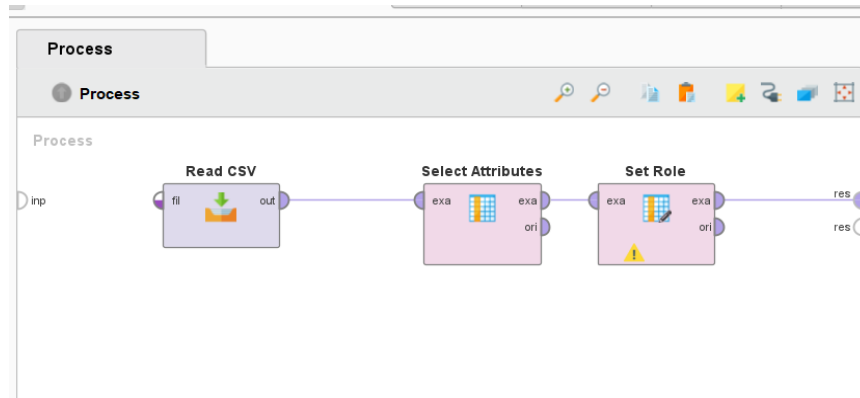 Process
Process
Process
Read CSV
Select Attributes
Set Role
inp
fil
out
exa
exa
ori
exa
exa
ori
res
res